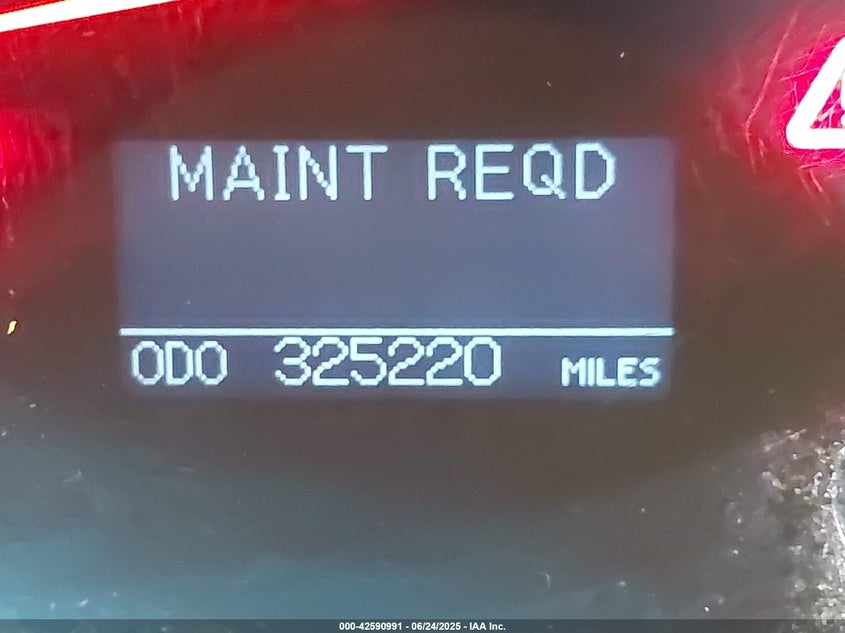 MAINT REQD
ODO 325220 MILES
000-42590991 - 06/24/2025 - IAA Inc.